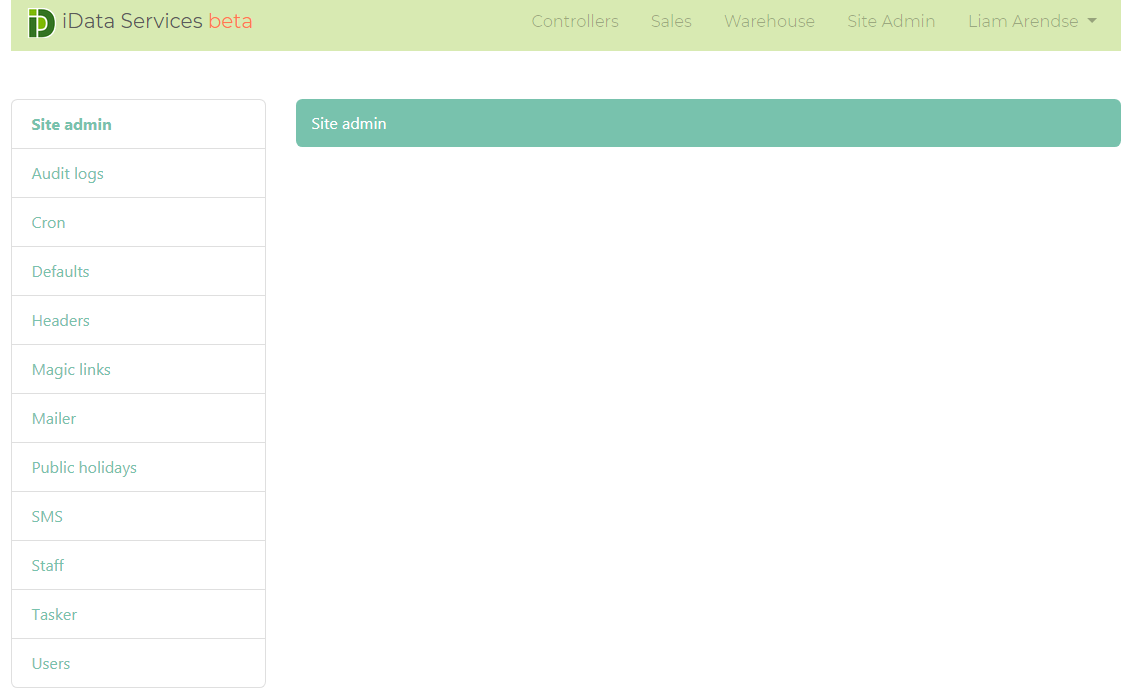 iData Services beta
Controllers Sales Warehouse Site Admin Liam Arendse
Site admin
Audit logs
Cron
Defaults
Headers
Magic links
Mailer
Public holidays
SMS
Staff
Tasker
Users
Site admin